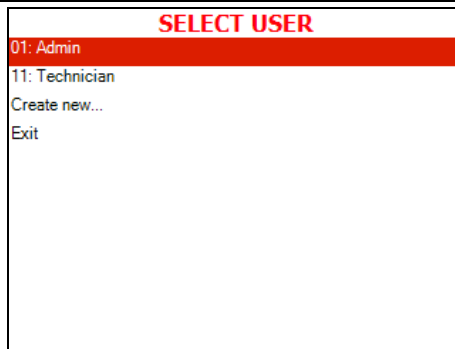 SELECT USER
01: Admin
11: Technician
Create new...
Exit